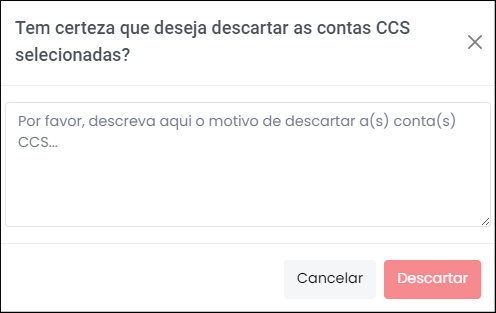 Tem certeza que deseja descartar as contas CCS
selecionadas?
Por favor, descreva aqui o motivo de descartar a(s) conta(s)
CCS...
Cancelar
Descartar